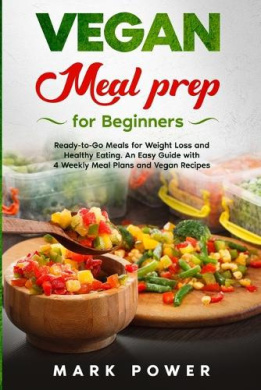 VEGAN
Meal prep
for Beginners
Ready-to-Go Meals for Weight Loss and
Healthy Eating. An Easy Guide with
4 Weekly Meal Plans and Vegan Recipes
MARK POWER